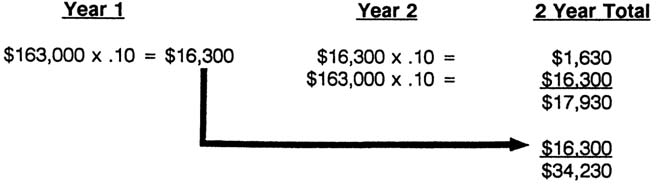 Year 1 Year 2 2 Year Total
$163,000 x .10 = $16,300 $16,300 x .10 = $1,630
$163,000 x .10 = $16,300
$17,930
$16,300
$34,230